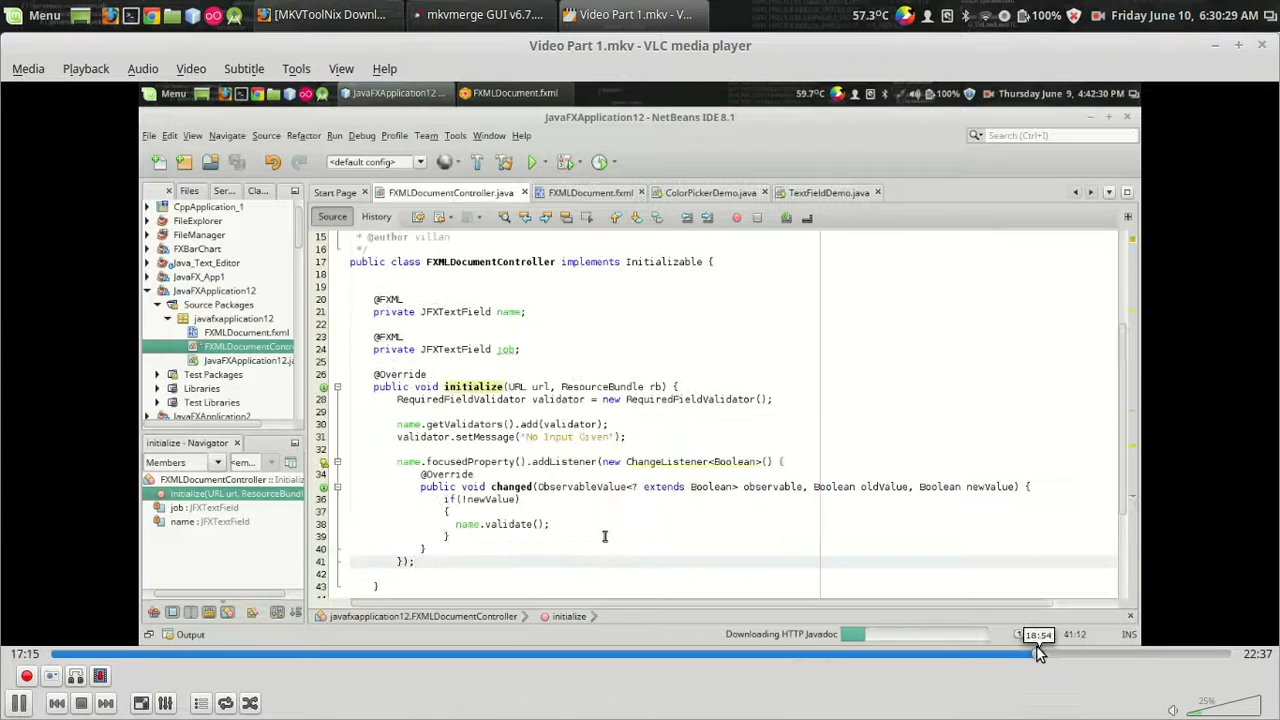 Menu
[MKVToolNix Downl...
mkvmerge GUI v6.7....
Video Part 1.mkv - V...
57.3°C
100%
Friday June 10, 6:30:29 AM
Video Part 1.mkv - VLC media player
Media Playback Audio Video Subtitle Tools View Help
Menu
JavaFXApplication12 ...
FXMLDocument.fxml
59.7°C
100%
Thursday June 9, 4:42:30 PM
JavaFXApplication12 - NetBeans IDE 8.1
File Edit View Navigate Source Refactor Run Debug Profile Team Tools Window Help
Search (Ctrl+I)
<default config>
Files Ser... Cla...
Start Page
FXMLDocumentController.java
FXMLDocument.fxml
ColorPickerDemo.java
TextFieldDemo.java
CppApplication_1
FileExplorer
FileManager
FXBarChart
Java_Text_Editor
JavaFX_App1
JavaFXApplication12
Source Packages
javafxapplication12
FXMLDocument.fxml
FXMLDocumentContro
JavaFXApplication12.j
Test Packages
Libraries
Test Libraries
JavaFXApplication2
Source History
15 * @author villan
16 */
17 public class FXMLDocumentController implements Initializable {
18
19
20 @FXML
21 private JFXTextField name;
22
23 @FXML
24 private JFXTextField job;
25
26 @Override
27 public void initialize(URL url, ResourceBundle rb) {
28 RequiredFieldValidator validator = new RequiredFieldValidator();
29
30 name.getValidators().add(validator);
31 validator.setMessage("No Input Given");
32
33 name.focusedProperty().addListener(new ChangeListener<Boolean>() {
34 @Override
35 public void changed(ObservableValue<? extends Boolean> observable, Boolean oldValue, Boolean newValue) {
36 if(!newValue)
37 {
38 name.validate();
39 }
40 }
41 });
42
43 }
initialize - Navigator
Members
<em...
FXMLDocumentController :: Initializ
initialize(URL url, ResourceBundl
job : JFXTextField
name : JFXTextField
javafxapplication12.FXMLDocumentController
initialize
Output
Downloading HTTP Javadoc
18:54
41:12
INS
17:15
22:37
25%